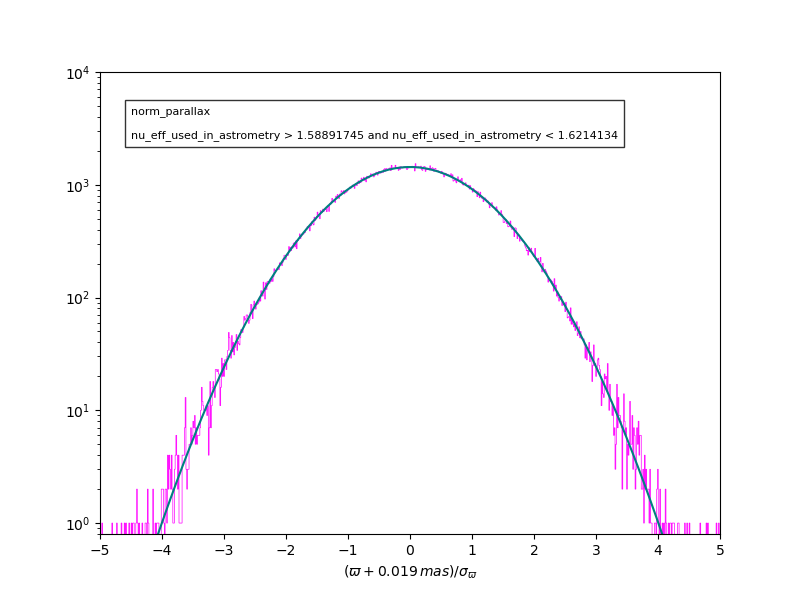 10⁴
norm_parallax
nu_eff_used_in_astrometry > 1.58891745 and nu_eff_used_in_astrometry < 1.6214134
10³
10²
10¹
10⁰
−5 −4 −3 −2 −1 0 1 2 3 4 5
(ϖ + 0.019 mas)/σ_ϖ